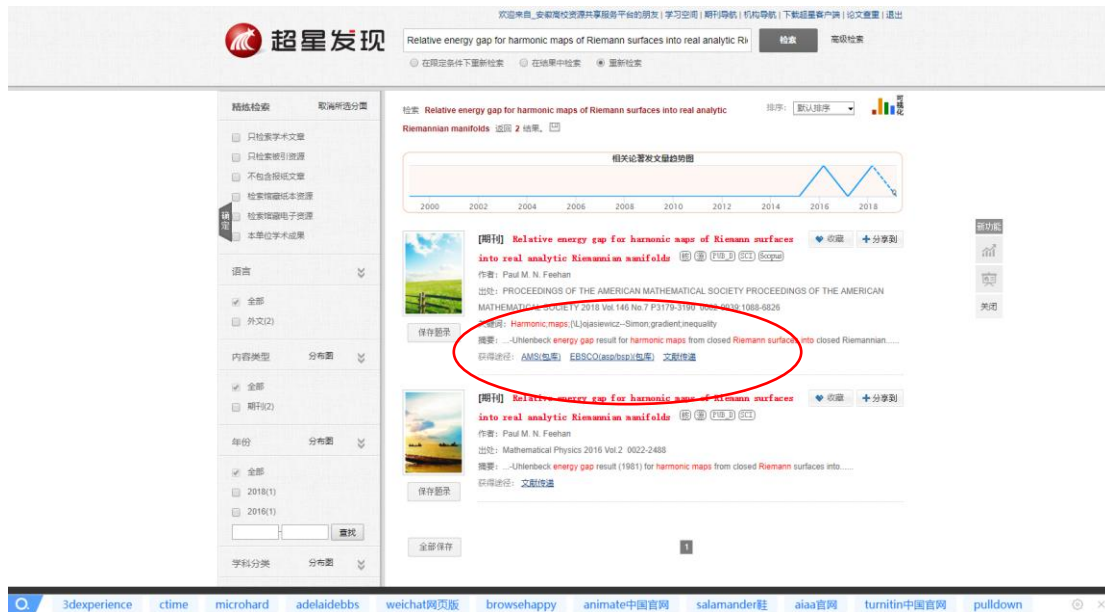 欢迎来自_安徽高校资源共享服务平台的朋友 | 学习空间 | 期刊导航 | 机构导航 | 下载超星客户端 | 论文查重 | 退出
超星发现
Relative energy gap for harmonic maps of Riemann surfaces into real analytic Ri
检索
高级检索
在限定条件下重新检索 在结果中检索 重新检索
精炼检索 取消所选分面
只检索学术文章
只检索被引资源
不包含报纸文章
检索馆藏纸本资源
检索馆藏电子资源
本单位学术成果
确定
语言
全部
外文(2)
内容类型 分布图
全部
期刊(2)
年份 分布图
全部
2018(1)
2016(1)
- 查找
学科分类 分布图
检索 Relative energy gap for harmonic maps of Riemann surfaces into real analytic
Riemannian manifolds 返回 2 结果。
排序: 默认排序
可视化
相关论著发文量趋势图
2000 2002 2004 2006 2008 2010 2012 2014 2016 2018
[期刊] Relative energy gap for harmonic maps of Riemann surfaces
into real analytic Riemannian manifolds SCI Scopus
收藏 +分享到
作者: Paul M. N. Feehan
出处: PROCEEDINGS OF THE AMERICAN MATHEMATICAL SOCIETY PROCEEDINGS OF THE AMERICAN
MATHEMATICAL SOCIETY 2018 Vol.146 No.7 P3179-3190 0002-9939;1088-6826
关键词: Harmonic;maps;{\L}ojasiewicz--Simon;gradient;inequality
摘要: ...-Uhlenbeck energy gap result for harmonic maps from closed Riemann surfaces into closed Riemannian......
获得途径: AMS(包库) EBSCO(asp/bsp)(包库) 文献传递
保存题录
[期刊] Relative energy gap for harmonic maps of Riemann surfaces
into real analytic Riemannian manifolds SCI
收藏 +分享到
作者: Paul M. N. Feehan
出处: Mathematical Physics 2016 Vol.2 0022-2488
摘要: ...-Uhlenbeck energy gap result (1981) for harmonic maps from closed Riemann surfaces into......
获得途径: 文献传递
保存题录
全部保存
1
新功能
关闭
3dexperience ctime microhard adelaidebbs weichat网页版 browsehappy animate中国官网 salamander鞋 aiaa官网 turnitin中国官网 pulldown